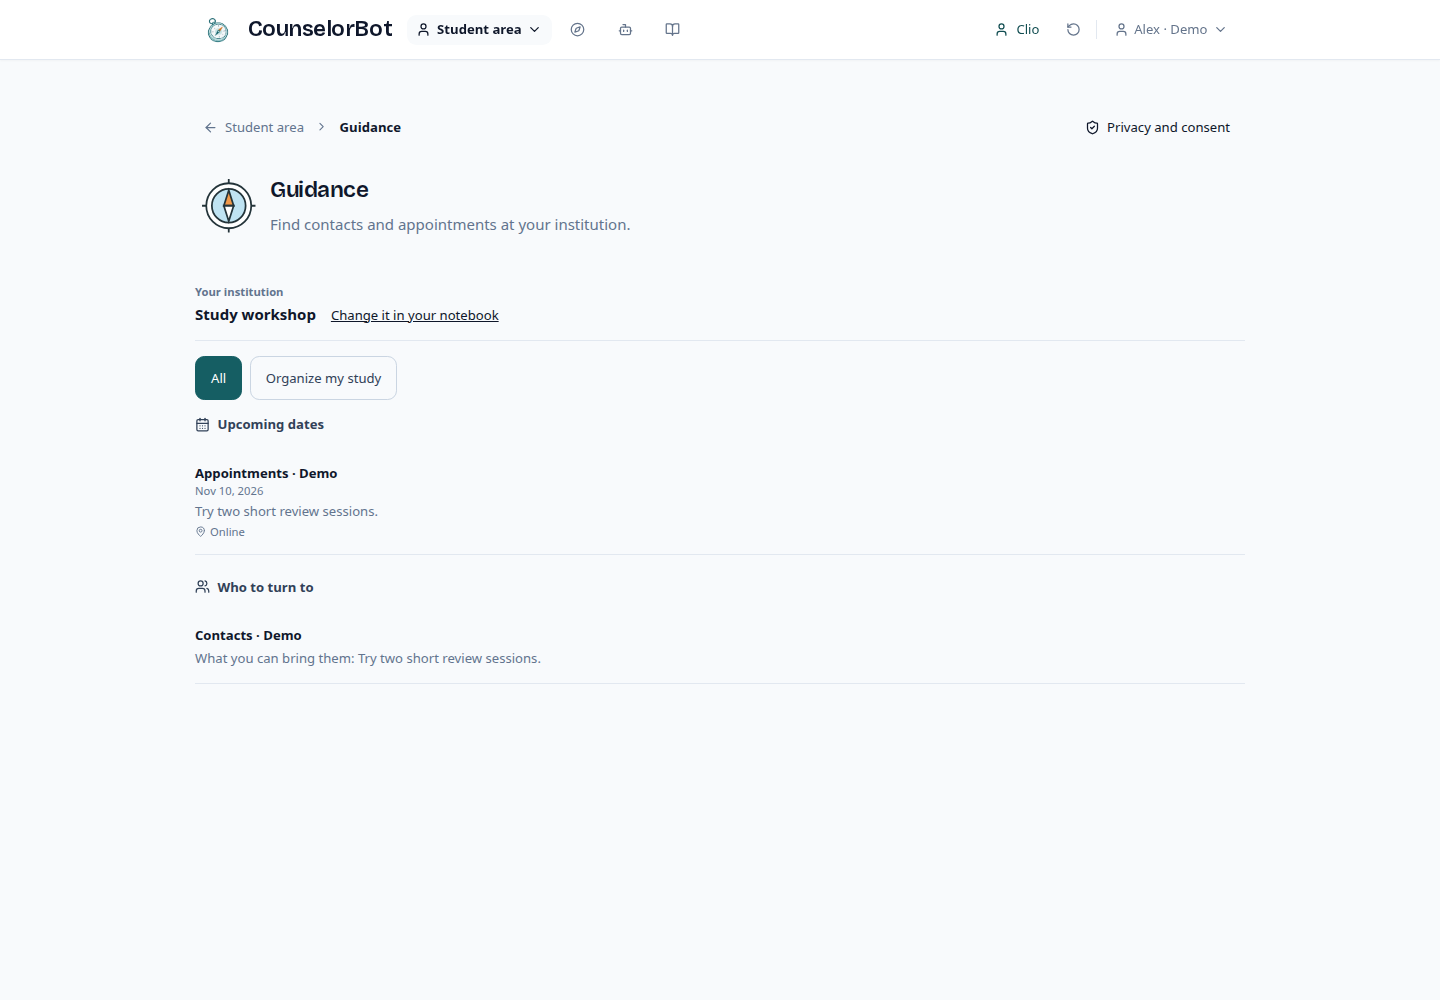 CounselorBot
Student area
Clio
Alex · Demo
Student area
Guidance
Privacy and consent
Guidance
Find contacts and appointments at your institution.
Your institution
Study workshop
Change it in your notebook
All
Organize my study
Upcoming dates
Appointments · Demo
Nov 10, 2026
Try two short review sessions.
Online
Who to turn to
Contacts · Demo
What you can bring them: Try two short review sessions.